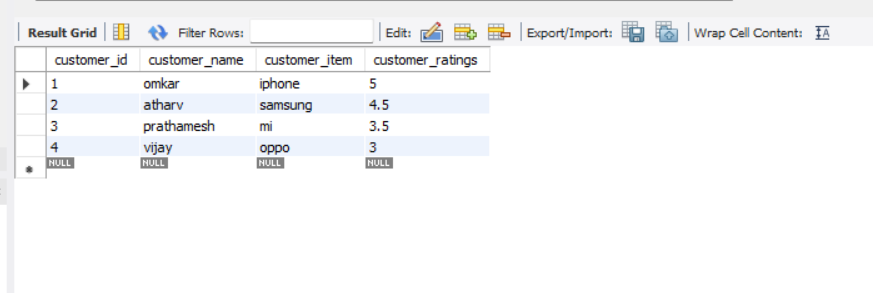 Result Grid Filter Rows: Edit: Export/Import: Wrap Cell Content: IA
customer_id customer_name customer_item customer_ratings
1 omkar iphone 5
2 atharv samsung 4.5
3 prathamesh mi 3.5
4 vijay oppo 3
NULL NULL NULL NULL